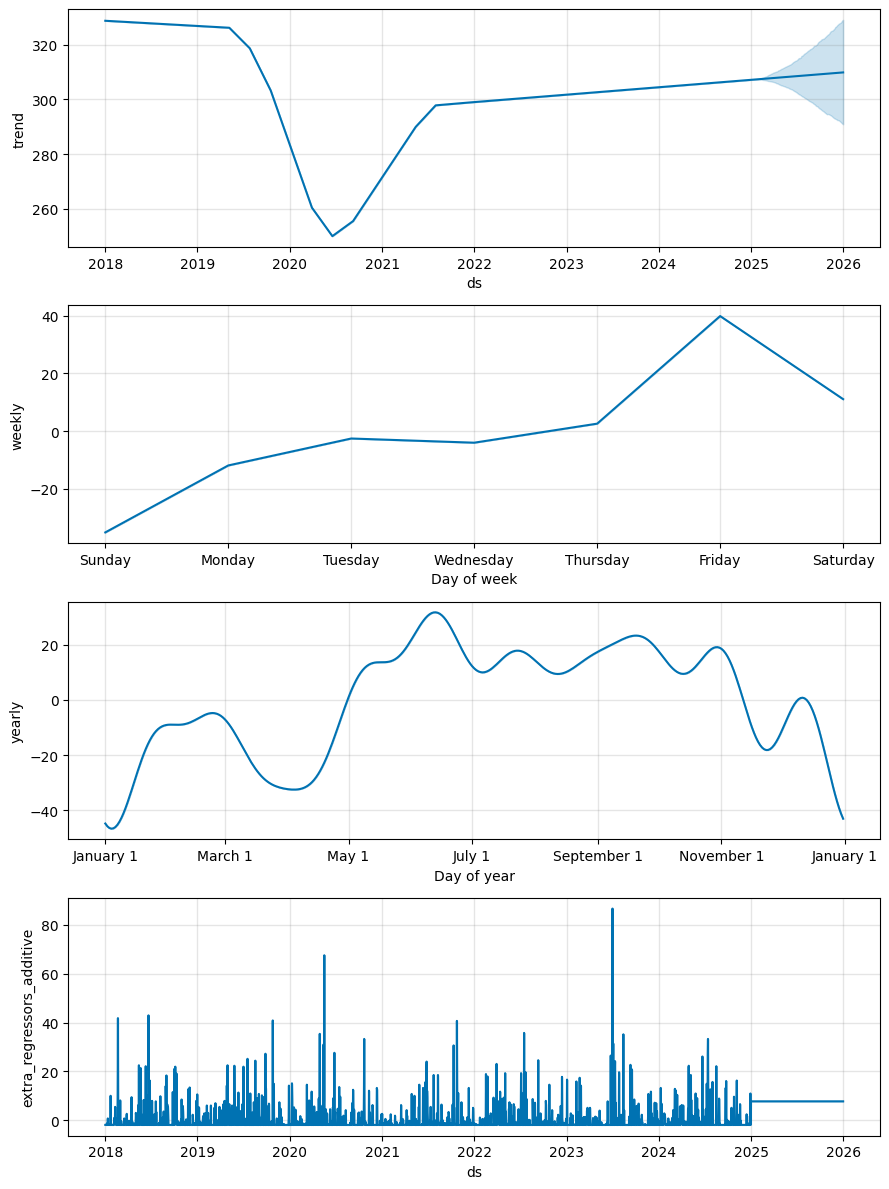 320
300
280
260
trend
2018 2019 2020 2021 2022 2023 2024 2025 2026
ds
40
20
0
−20
weekly
Sunday Monday Tuesday Wednesday Thursday Friday Saturday
Day of week
20
0
−20
−40
yearly
January 1 March 1 May 1 July 1 September 1 November 1 January 1
Day of year
80
60
40
20
0
extra_regressors_additive
2018 2019 2020 2021 2022 2023 2024 2025 2026
ds